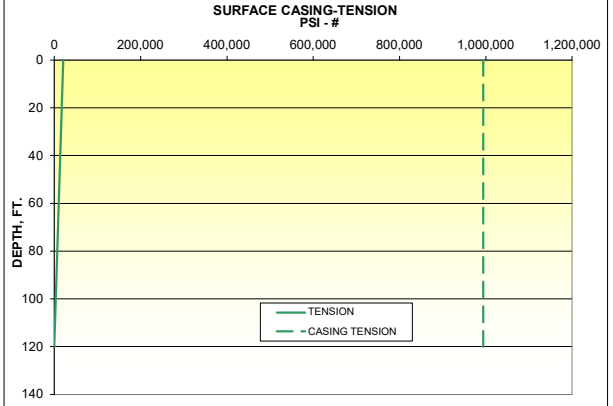 SURFACE CASING-TENSION
PSI - #
0 200,000 400,000 600,000 800,000 1,000,000 1,200,000
0
20
40
60
80
100
120
140
DEPTH, FT.
TENSION
CASING TENSION